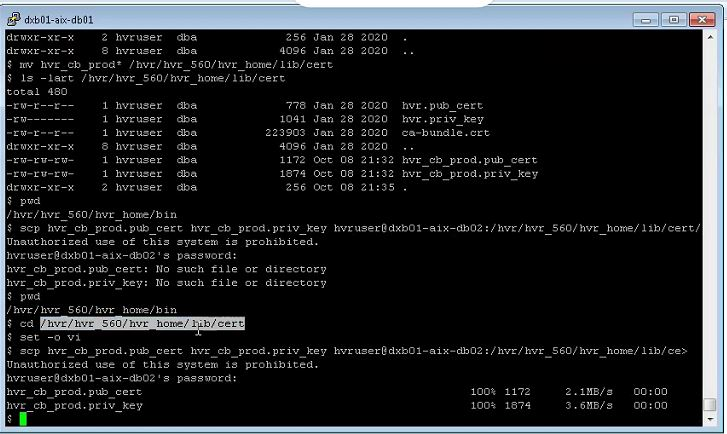 dxb01-aix-db01
drwxr-xr-x 2 hvruser dba 256 Jan 28 2020 .
drwxr-xr-x 8 hvruser dba 4096 Jan 28 2020 ..
$ mv hvr_cb_prod* /hvr/hvr_560/hvr_home/lib/cert
$ ls -lart /hvr/hvr_560/hvr_home/lib/cert
total 480
-rw-r--r-- 1 hvruser dba 778 Jan 28 2020 hvr.pub_cert
-rw------- 1 hvruser dba 1041 Jan 28 2020 hvr.priv_key
-rw-r--r-- 1 hvruser dba 223903 Jan 28 2020 ca-bundle.crt
drwxr-xr-x 8 hvruser dba 4096 Jan 28 2020 ..
-rw-rw-rw- 1 hvruser dba 1172 Oct 08 21:32 hvr_cb_prod.pub_cert
-rw-rw-rw- 1 hvruser dba 1874 Oct 08 21:32 hvr_cb_prod.priv_key
drwxr-xr-x 2 hvruser dba 256 Oct 08 21:35 .
$ pwd
/hvr/hvr_560/hvr_home/bin
$ scp hvr_cb_prod.pub_cert hvr_cb_prod.priv_key hvruser@dxb01-aix-db02:/hvr/hvr_560/hvr_home/lib/cert/
Unauthorized use of this system is prohibited.
hvruser@dxb01-aix-db02's password:
hvr_cb_prod.pub_cert: No such file or directory
hvr_cb_prod.priv_key: No such file or directory
$ pwd
/hvr/hvr_560/hvr_home/bin
$ cd /hvr/hvr_560/hvr_home/lib/cert
$ set -o vi
$ scp hvr_cb_prod.pub_cert hvr_cb_prod.priv_key hvruser@dxb01-aix-db02:/hvr/hvr_560/hvr_home/lib/ce>
Unauthorized use of this system is prohibited.
hvruser@dxb01-aix-db02's password:
hvr_cb_prod.pub_cert 100% 1172 2.1MB/s 00:00
hvr_cb_prod.priv_key 100% 1874 3.6MB/s 00:00
$